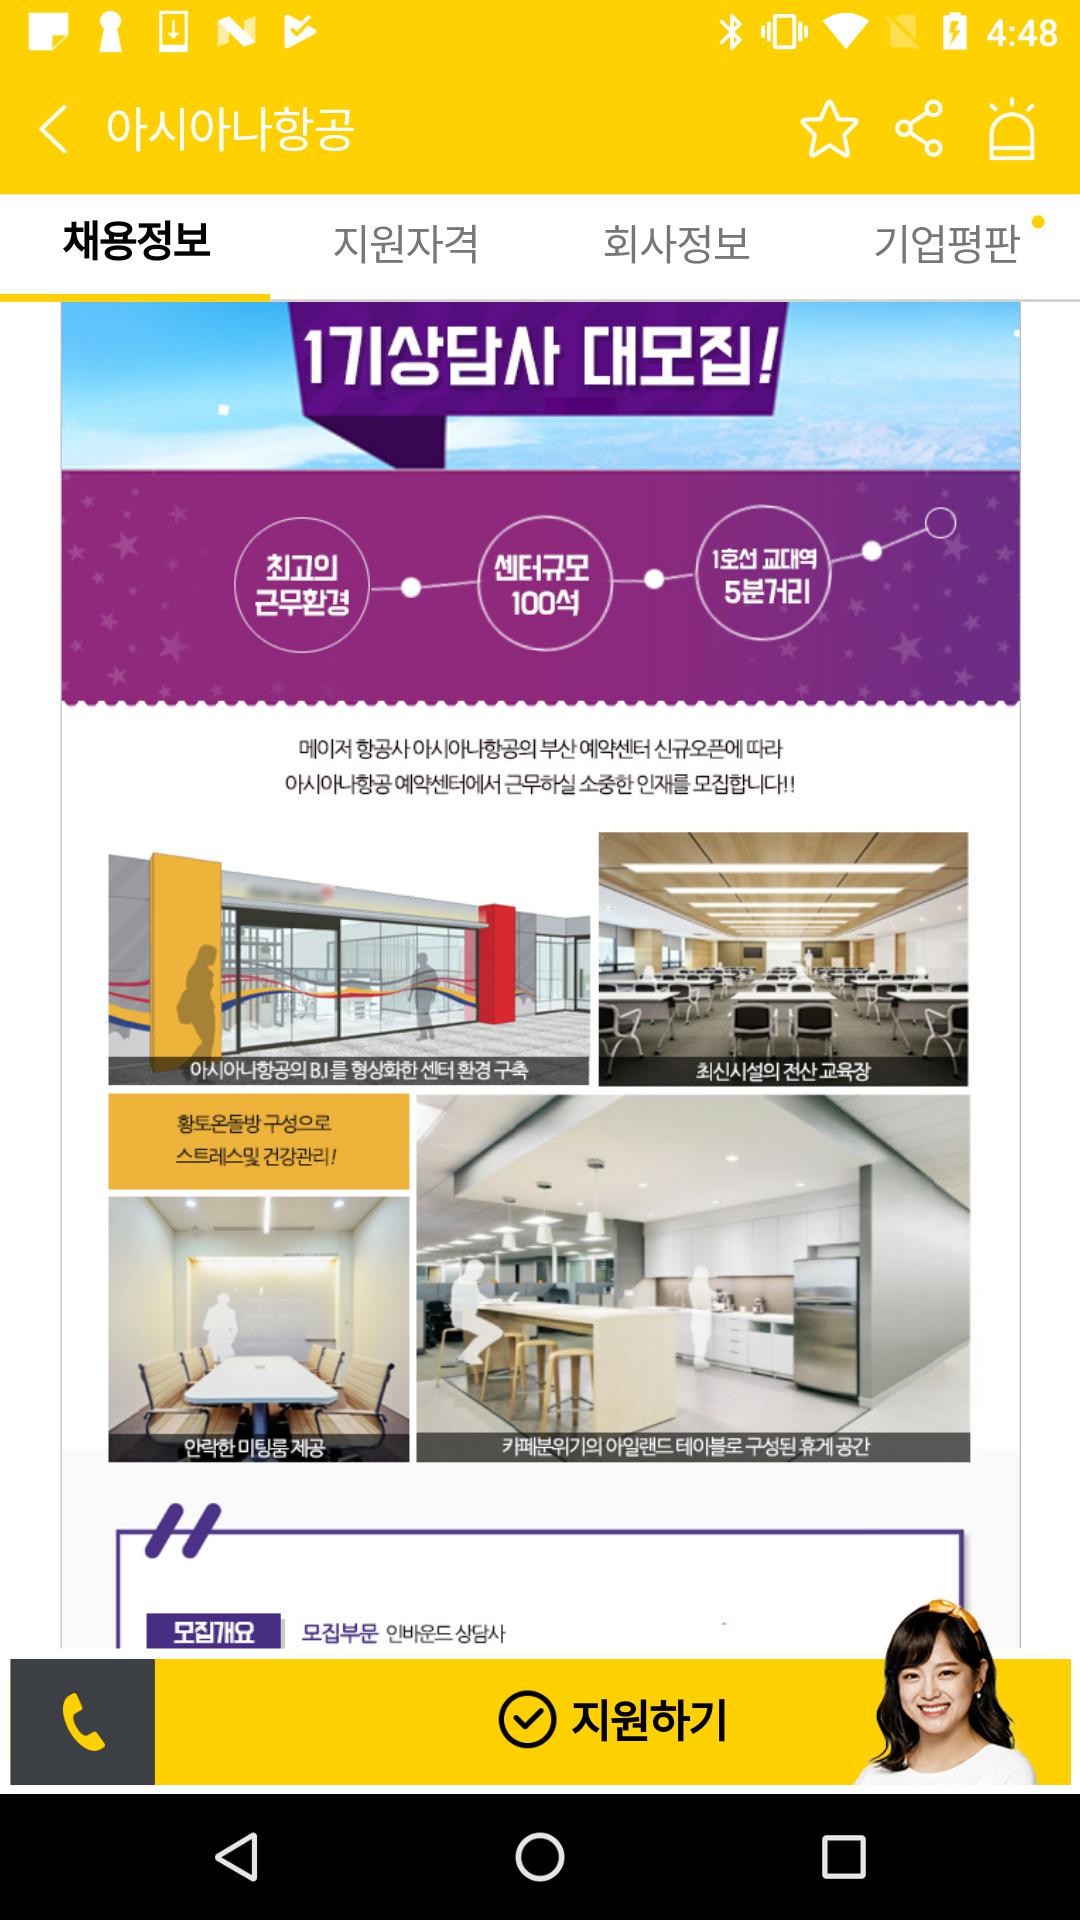 4:48
아시아나항공
채용정보
지원자격
회사정보
기업평판
1기상담사 대모집!
최고의
근무환경
센터규모
100석
1호선 교대역
5분거리
메이저 항공사 아시아나항공의 부산 예약센터 신규오픈에 따라
아시아나항공 예약센터에서 근무하실 소중한 인재를 모집합니다!!
아시아나항공의 B.I를 형상화한 센터 환경 구축
최신시설의 전산 교육장
황토온돌방 구성으로
스트레스및 건강관리!
안락한 미팅룸 제공
카페분위기의 아일랜드 테이블로 구성된 휴게 공간
모집개요 모집부문 인바운드 상담사
지원하기